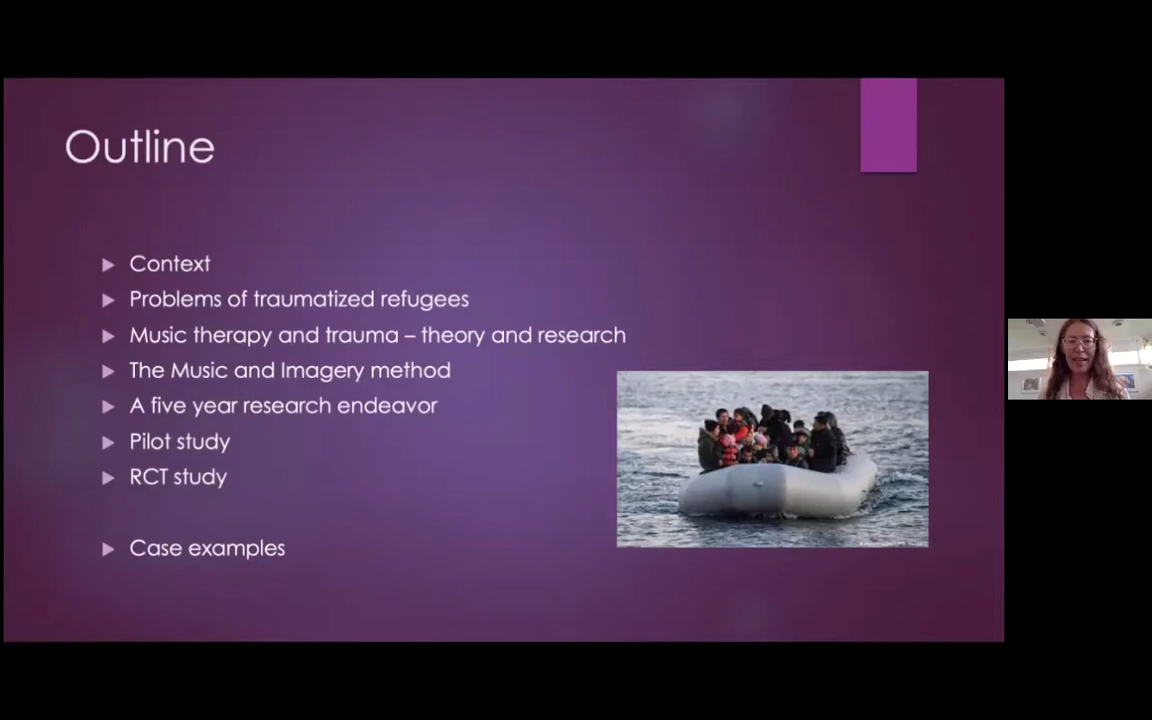 Outline
Context
Problems of traumatized refugees
Music therapy and trauma – theory and research
The Music and Imagery method
A five year research endeavor
Pilot study
RCT study
Case examples